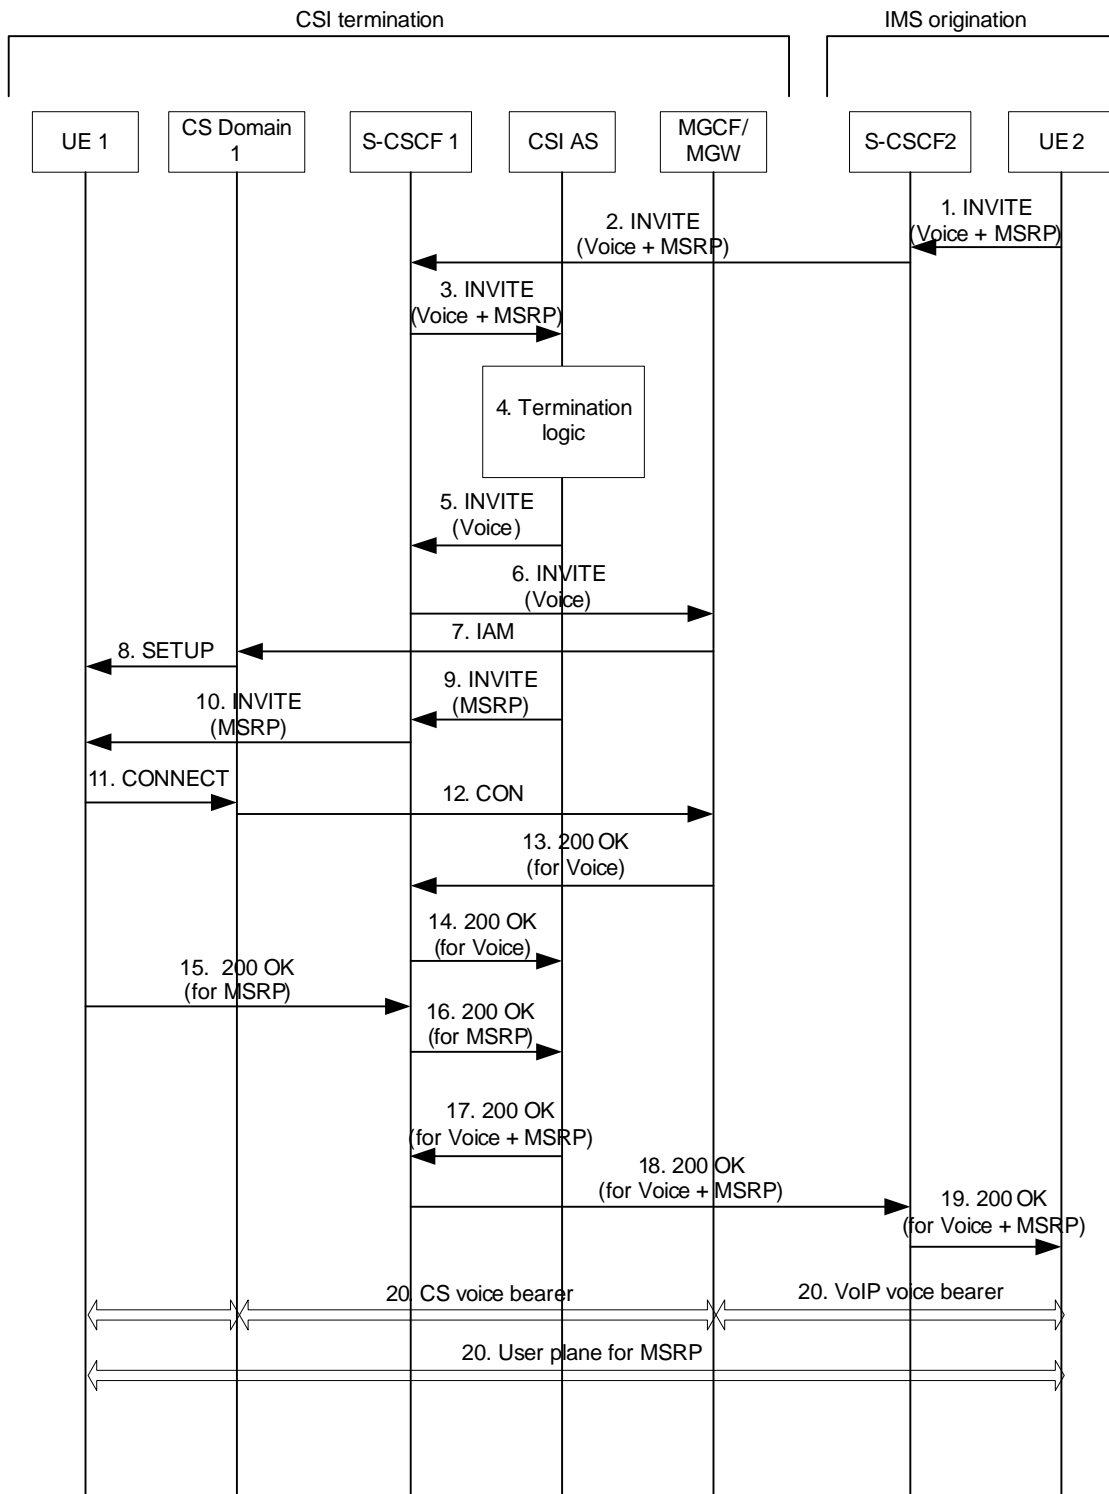 CSI termination
IMS origination
UE 1
CS Domain
1
S-CSCF 1
CSI AS
MGCF/
MGW
S-CSCF2
UE 2
1. INVITE
(Voice + MSRP)
2. INVITE
(Voice + MSRP)
3. INVITE
(Voice + MSRP)
4. Termination
logic
5. INVITE
(Voice)
6. INVITE
(Voice)
7. IAM
8. SETUP
9. INVITE
(MSRP)
10. INVITE
(MSRP)
11. CONNECT
12. CON
13. 200 OK
(for Voice)
14. 200 OK
(for Voice)
15. 200 OK
(for MSRP)
16. 200 OK
(for MSRP)
17. 200 OK
(for Voice + MSRP)
18. 200 OK
(for Voice + MSRP)
19. 200 OK
(for Voice + MSRP)
20. CS voice bearer
20. VoIP voice bearer
20. User plane for MSRP